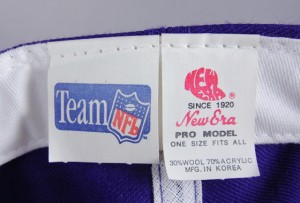 Team
NFL
NEW
ERA
SINCE 1920
New Era
PRO MODEL
ONE SIZE FITS ALL
30%WOOL 70%ACRYLIC
MFG. IN KOREA